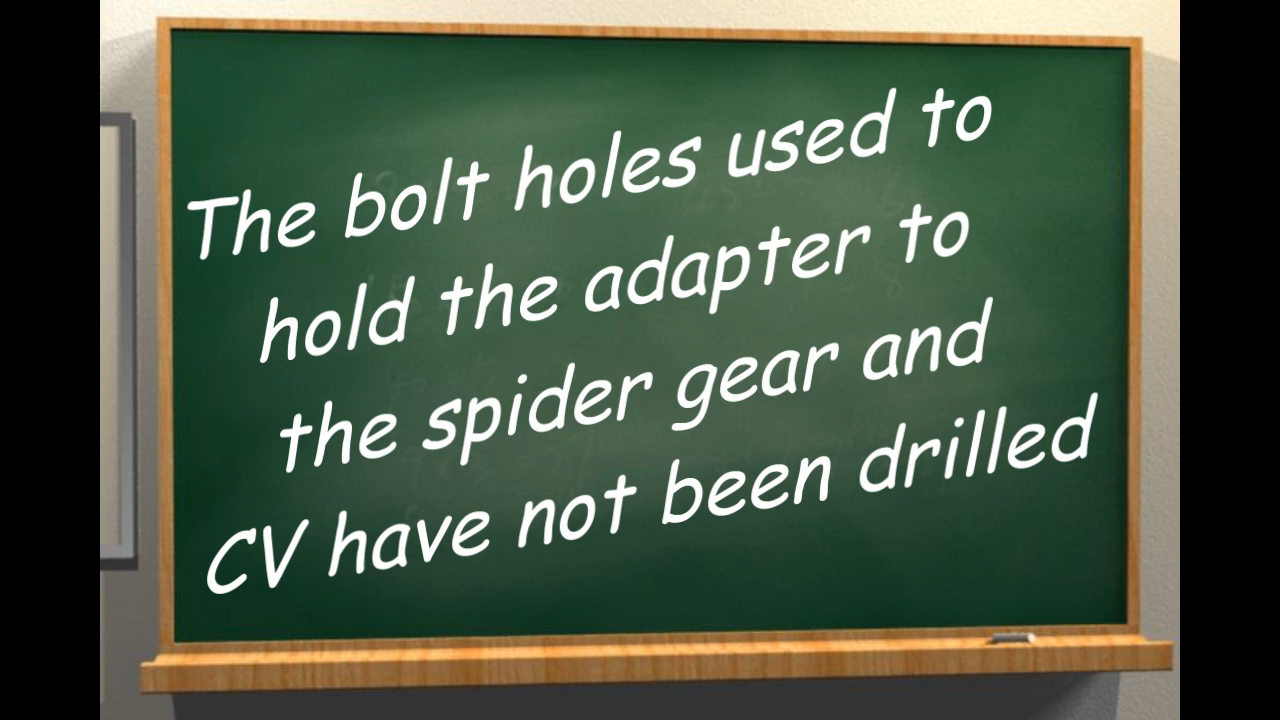 The bolt holes used to
hold the adapter to
the spider gear and
CV have not been drilled